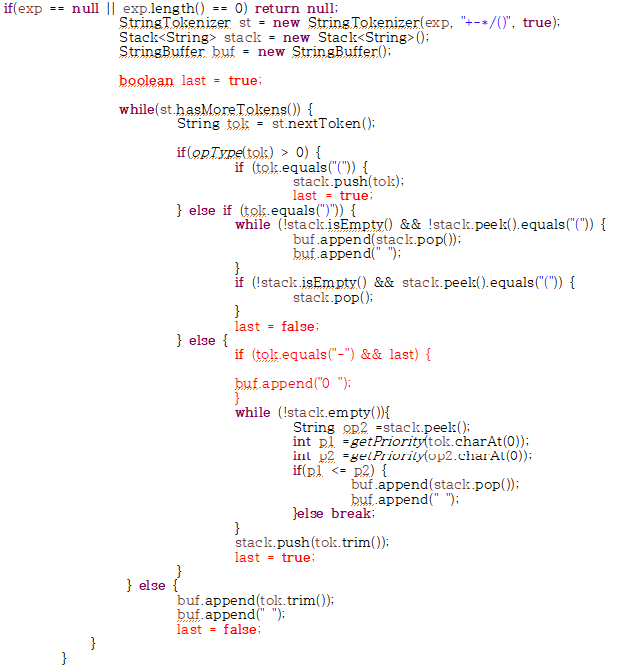 if(exp == null || exp.length() == 0) return null;
StringTokenizer st = new StringTokenizer(exp, "+-*/()", true);
Stack<String> stack = new Stack<String>();
StringBuffer buf = new StringBuffer();
boolean last = true;
while(st.hasMoreTokens()) {
String tok = st.nextToken();
if(opType(tok) > 0) {
if (tok.equals("(")) {
stack.push(tok);
last = true;
} else if (tok.equals(")")) {
while (!stack.isEmpty() && !stack.peek().equals("(")) {
buf.append(stack.pop());
buf.append(" ");
}
if (!stack.isEmpty() && stack.peek().equals("(")) {
stack.pop();
}
last = false;
} else {
if (tok.equals("-") && last) {
buf.append("0 ");
}
while (!stack.empty()){
String op2 =stack.peek();
int p1 =getPriority(tok.charAt(0));
int p2 =getPriority(op2.charAt(0));
if(p1 <= p2) {
buf.append(stack.pop());
buf.append(" ");
}else break;
}
stack.push(tok.trim());
last = true;
}
} else {
buf.append(tok.trim());
buf.append(" ");
last = false;
}
}